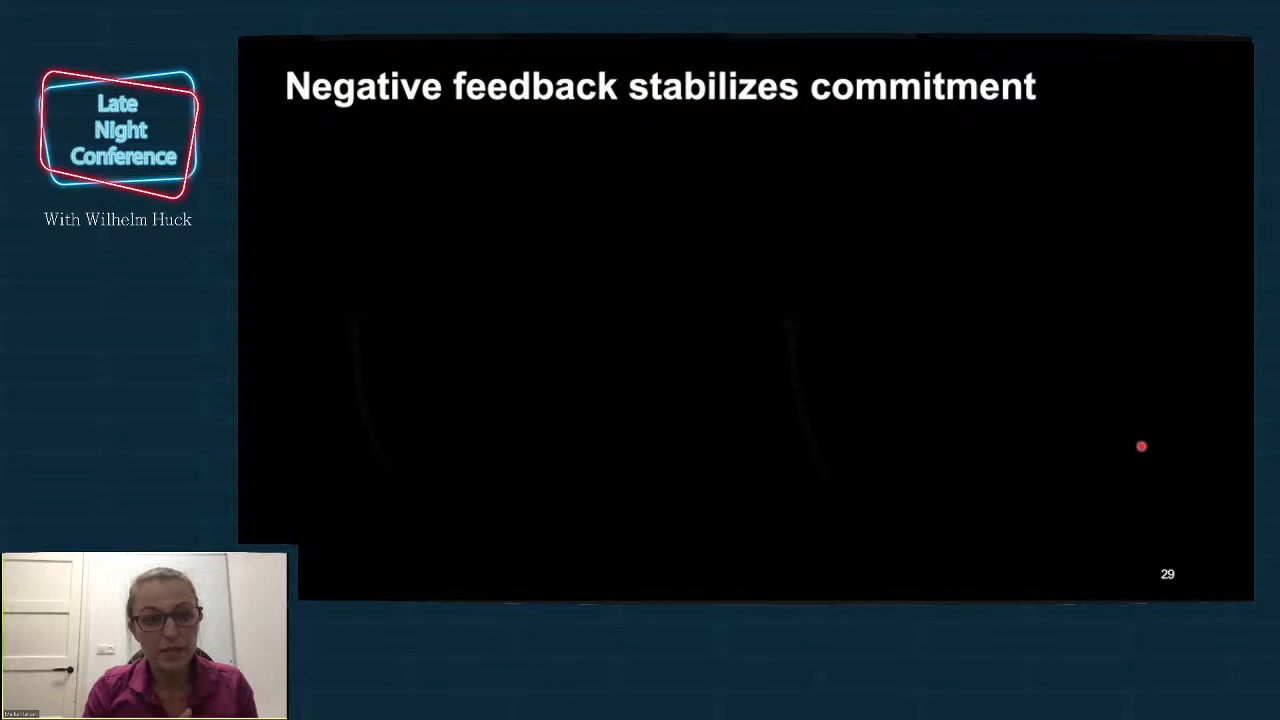 Negative feedback stabilizes commitment
Late
Night
Conference
With Wilhelm Huck
29